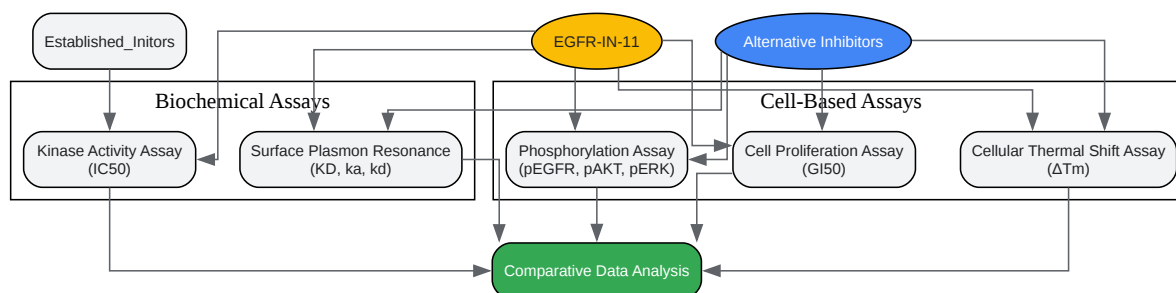 Established_Initors
EGFR-IN-11
Alternative Inhibitors
Biochemical Assays
Cell-Based Assays
Kinase Activity Assay
(IC50)
Surface Plasmon Resonance
(KD, ka, kd)
Phosphorylation Assay
(pEGFR, pAKT, pERK)
Cell Proliferation Assay
(GI50)
Cellular Thermal Shift Assay
(ΔTm)
Comparative Data Analysis